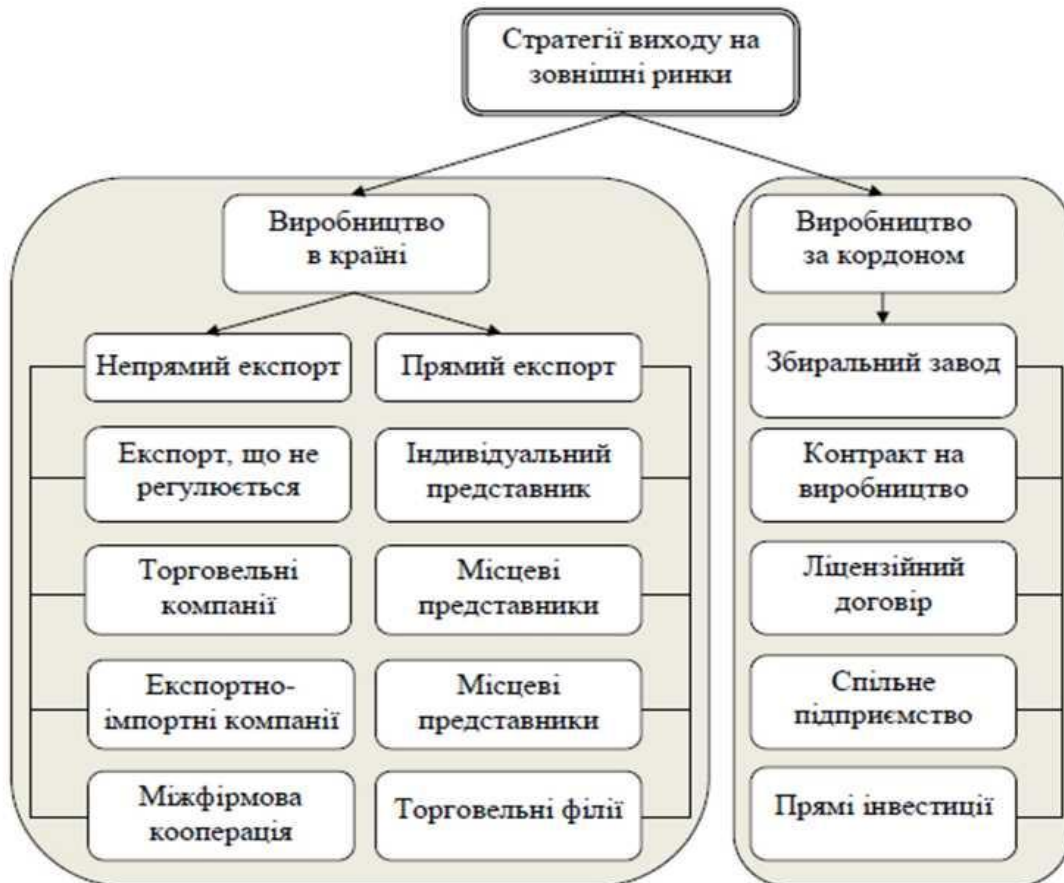 Стратегії виходу на
зовнішні ринки
Виробництво
в країні
Непрямий експорт
Експорт, що не
регулюється
Торговельні
компанії
Експортно-
імпортні компанії
Міжфірмова
кооперація
Прямий експорт
Індивідуальний
представник
Місцеві
представники
Місцеві
представники
Торговельні філії
Виробництво
за кордоном
Збиральний завод
Контракт на
виробництво
Ліцензійний
договір
Спільне
підприємство
Прямі інвестиції